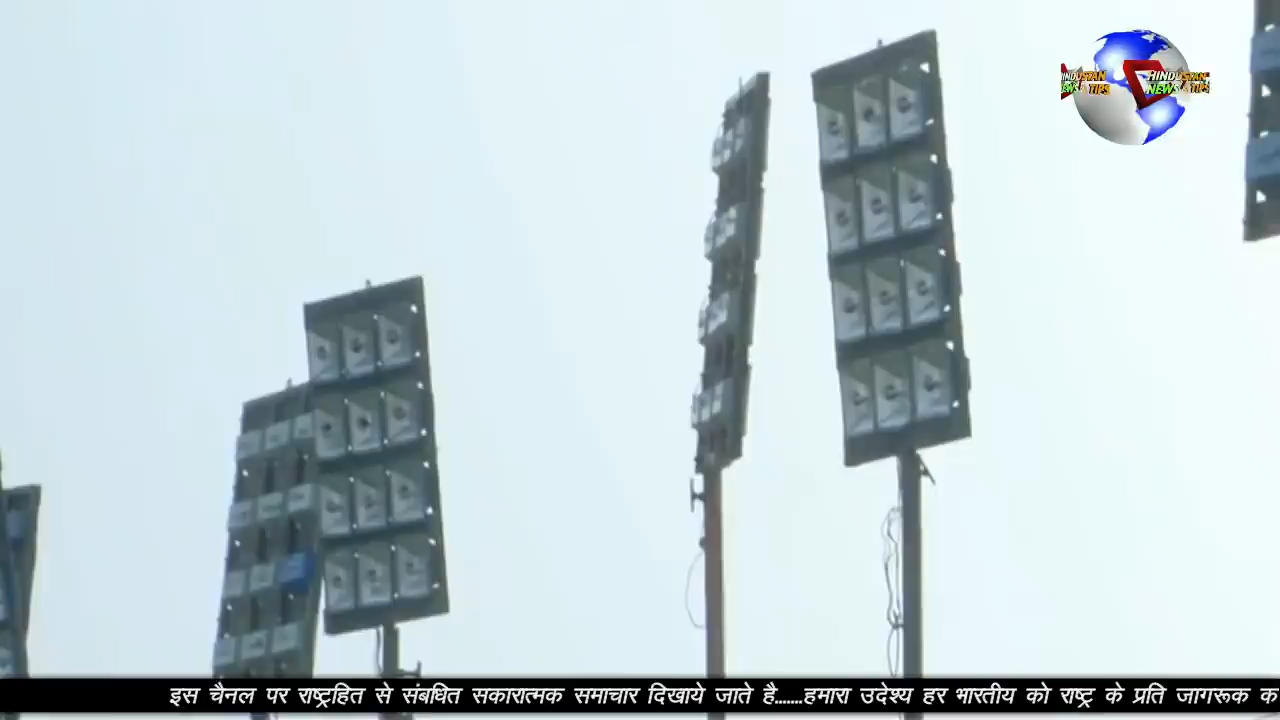 HINDUSTAN
NEWS & TIPS
इस चैनल पर राष्ट्रहित से संबधित सकारात्मक समाचार दिखाये जाते है......हमारा उदेश्य हर भारतीय को राष्ट्र के प्रति जागरूक क